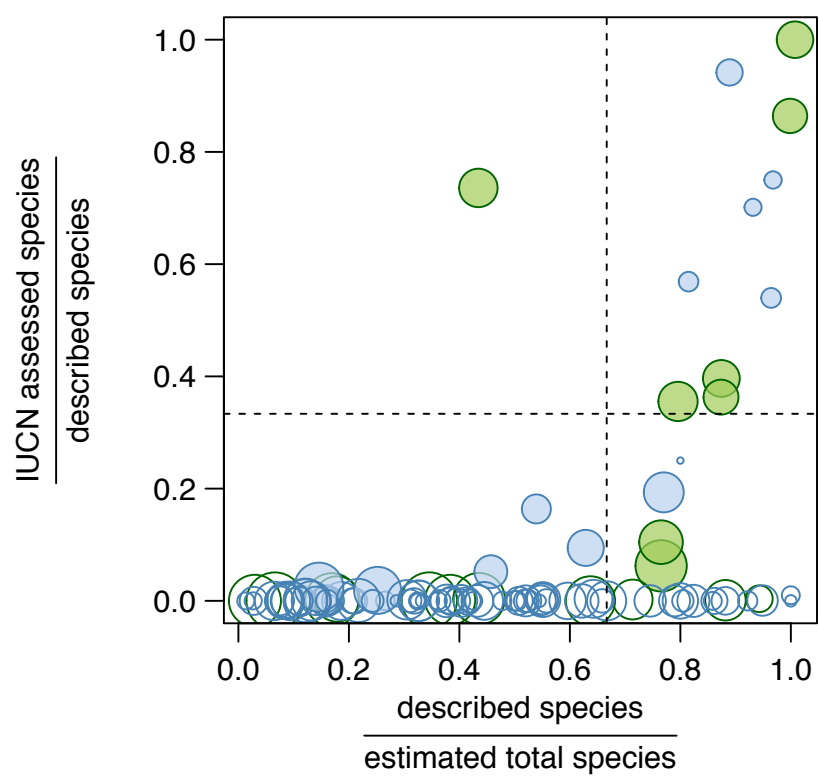 IUCN assessed species
described species
1.0
0.8
0.6
0.4
0.2
0.0
0.0 0.2 0.4 0.6 0.8 1.0
described species
estimated total species